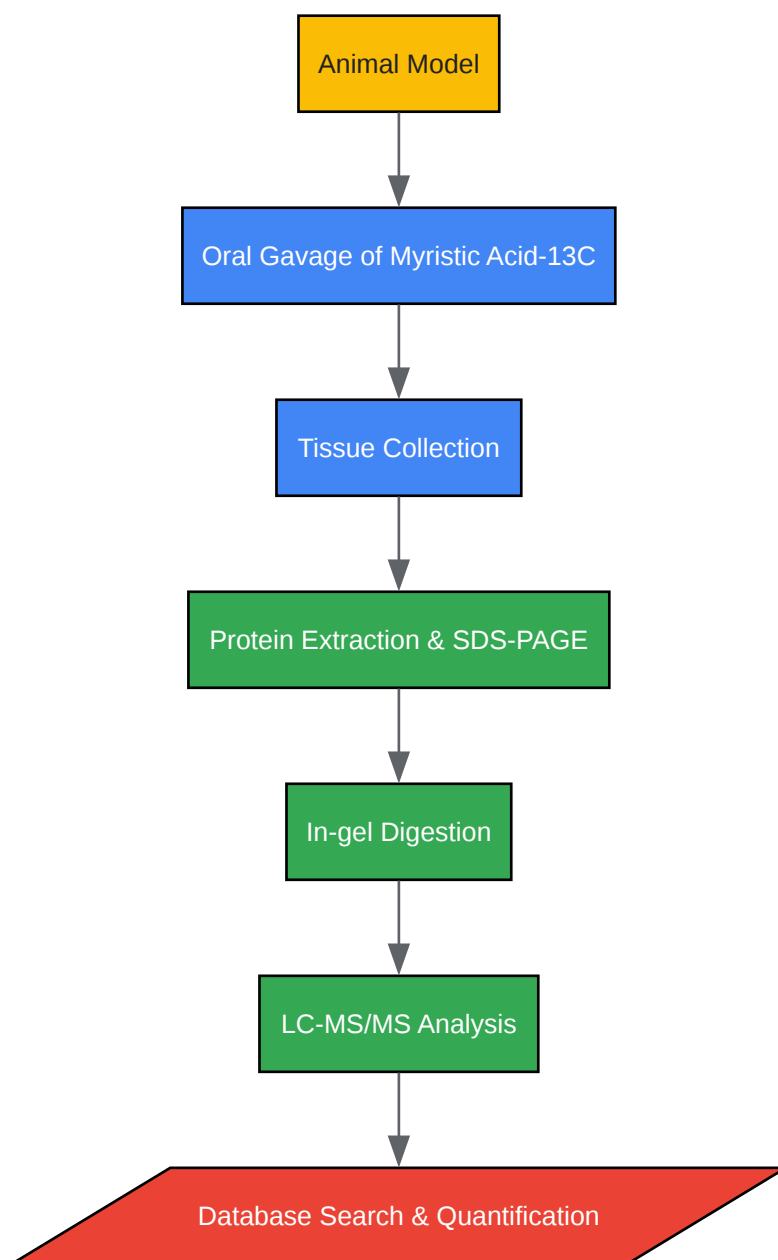 Animal Model
Oral Gavage of Myristic Acid-13C
Tissue Collection
Protein Extraction & SDS-PAGE
In-gel Digestion
LC-MS/MS Analysis
Database Search & Quantification